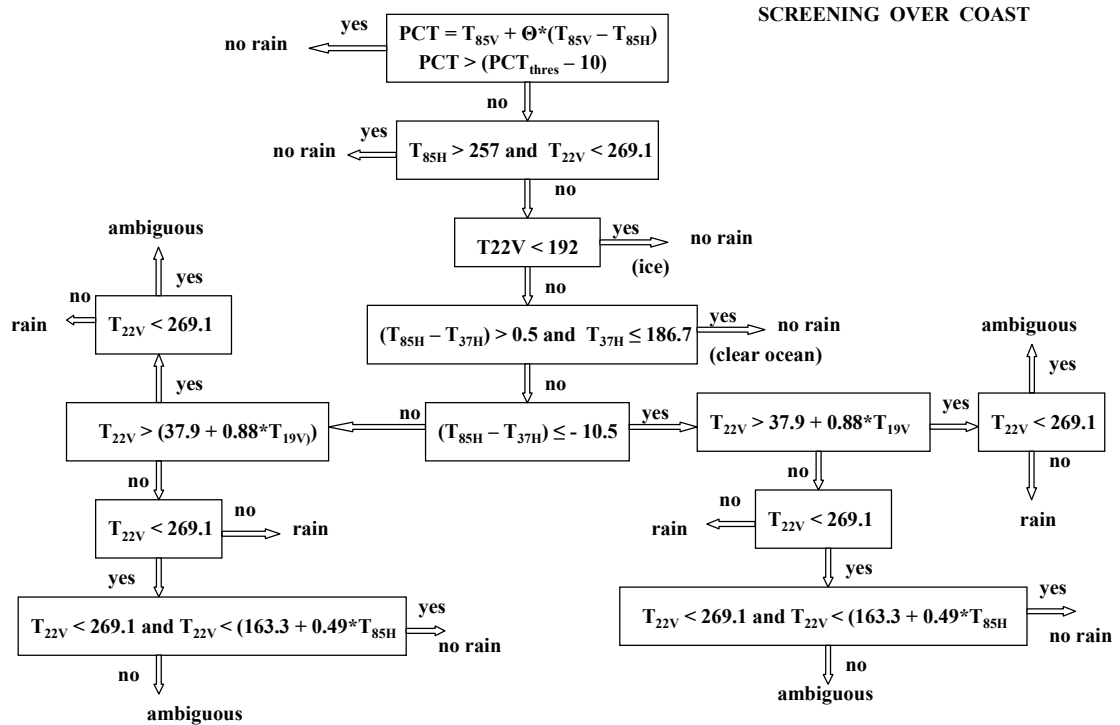 SCREENING OVER COAST
yes
no rain
PCT = T85V + Θ*(T85V – T85H)
PCT > (PCTthres – 10)
no
yes
no rain
T85H > 257 and T22V < 269.1
no
ambiguous
T22V < 192
yes
no rain
(ice)
yes
no
no
rain
T22V < 269.1
(T85H – T37H) > 0.5 and T37H ≤ 186.7
yes
no rain
(clear ocean)
ambiguous
yes
no
yes
T22V > (37.9 + 0.88*T19V))
no
(T85H – T37H) ≤ - 10.5
yes
T22V > 37.9 + 0.88*T19V
yes
T22V < 269.1
no
no
no
T22V < 269.1
no
rain
no
rain
T22V < 269.1
rain
yes
yes
T22V < 269.1 and T22V < (163.3 + 0.49*T85H
yes
no rain
T22V < 269.1 and T22V < (163.3 + 0.49*T85H
yes
no rain
no
ambiguous
no
ambiguous